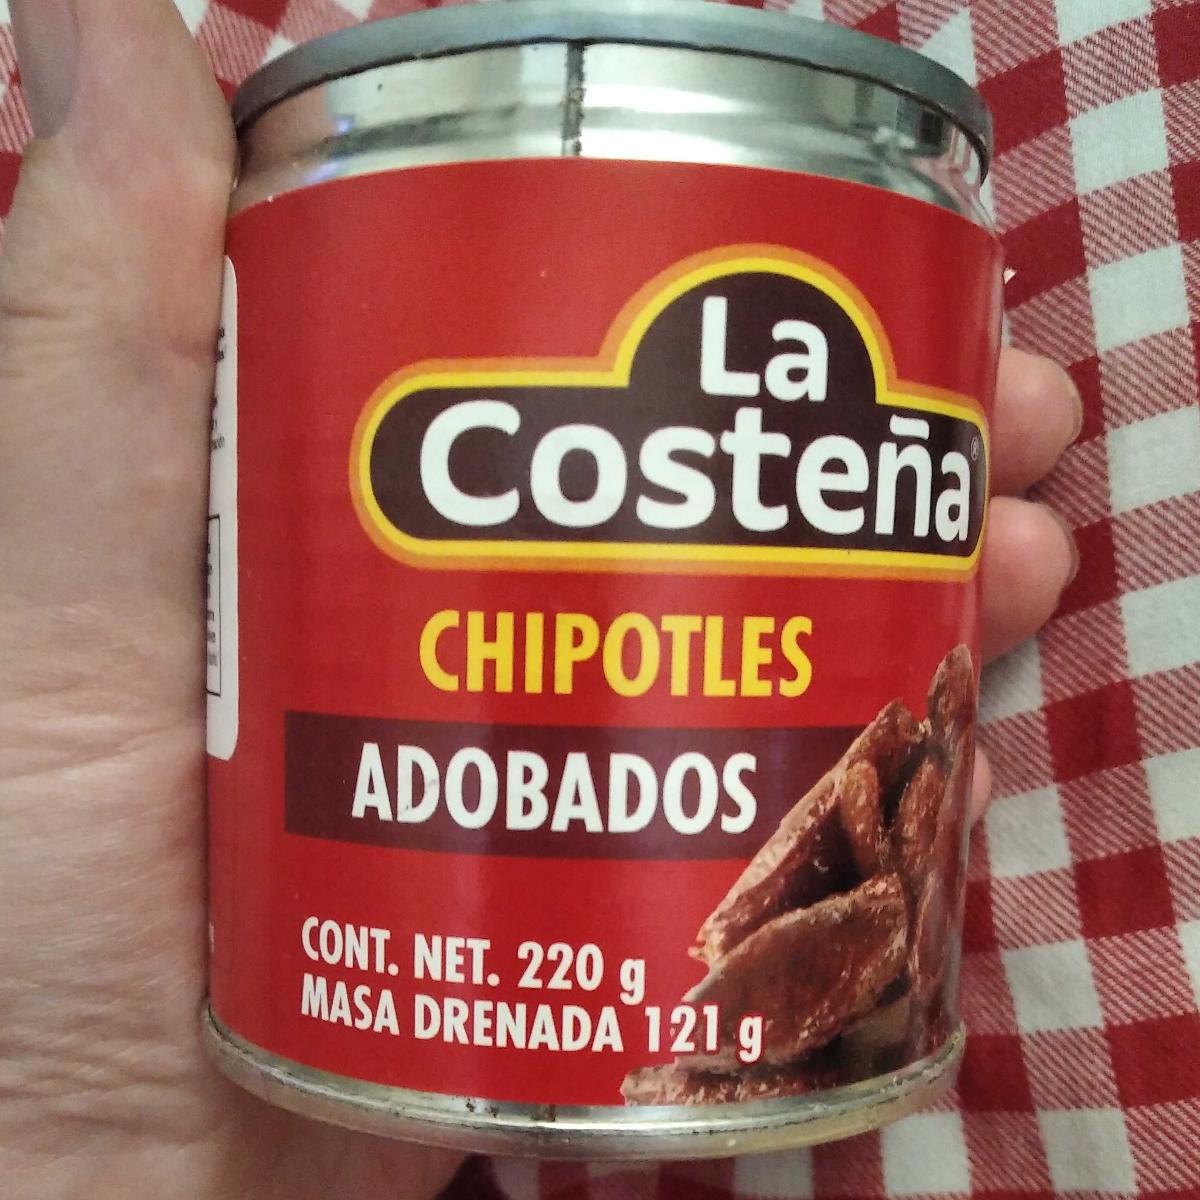 La
Costeña®
CHIPOTLES
ADOBADOS
CONT. NET. 220 g
MASA DRENADA 121 g